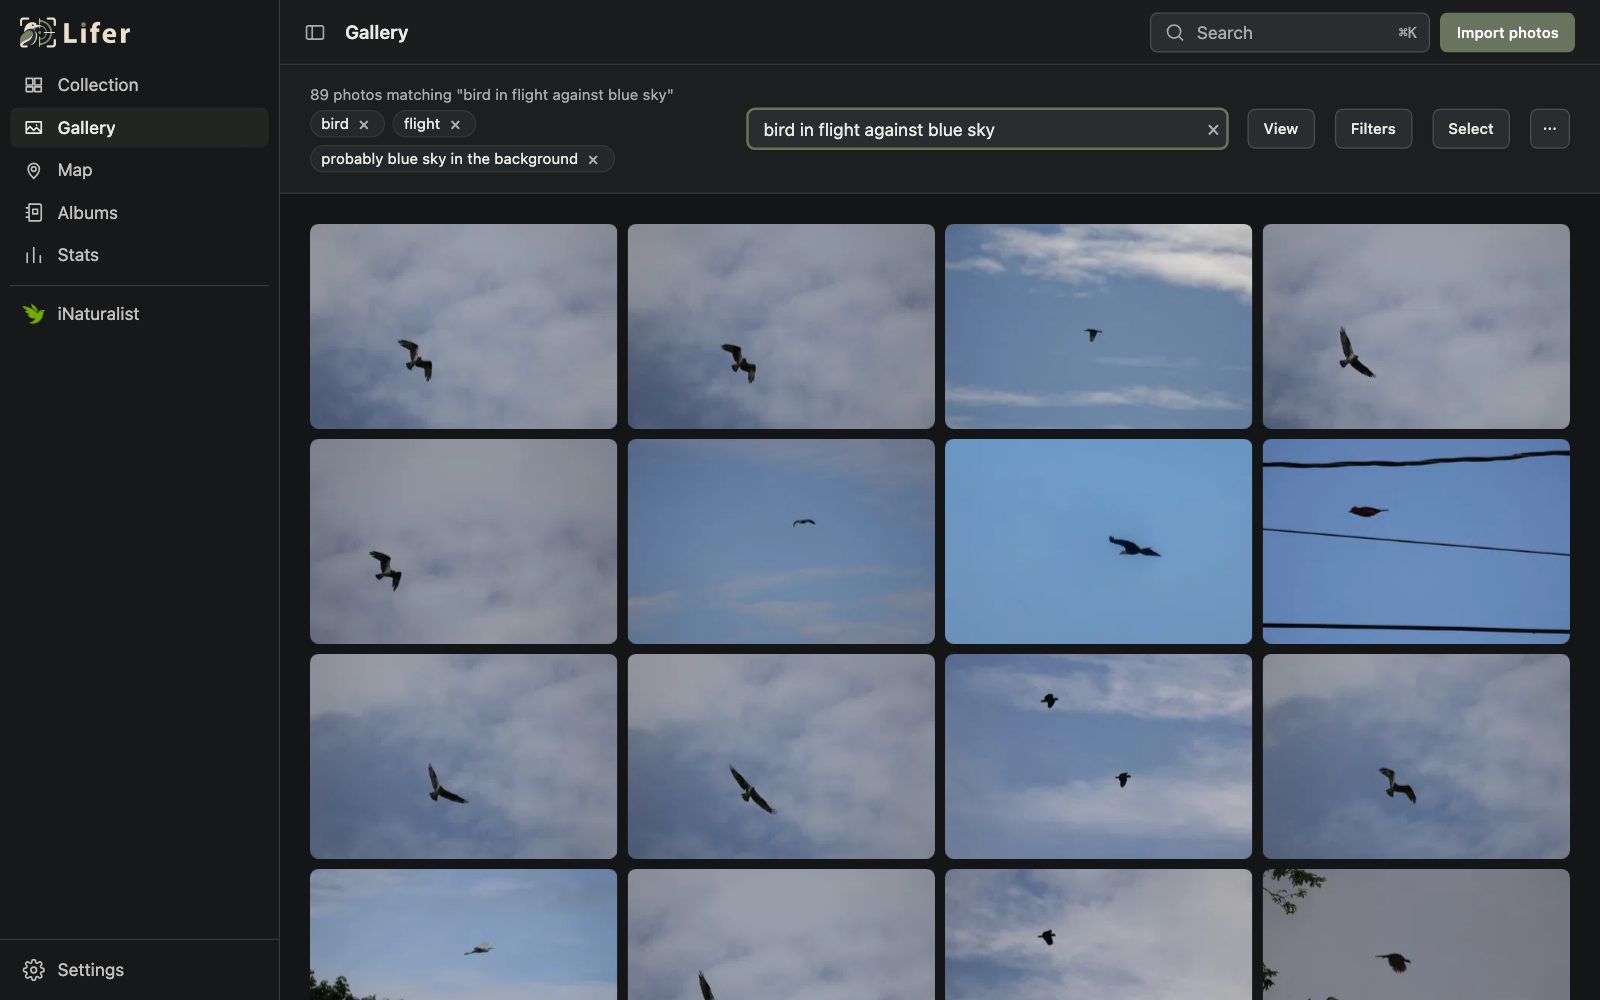 Lifer
Collection
Gallery
Map
Albums
Stats
iNaturalist
Settings
Gallery
Search
⌘K
Import photos
89 photos matching "bird in flight against blue sky"
bird ×
flight ×
probably blue sky in the background ×
bird in flight against blue sky ×
View
Filters
Select
···